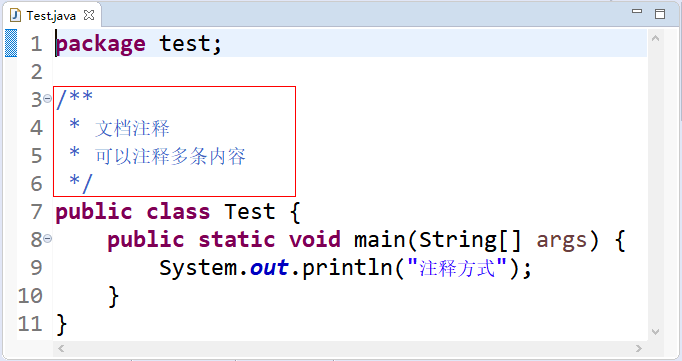 Test.java
1 package test;
2
3 /**
4  * 文档注释
5  * 可以注释多条内容
6  */
7 public class Test {
8     public static void main(String[] args) {
9         System.out.println("注释方式");
10     }
11 }